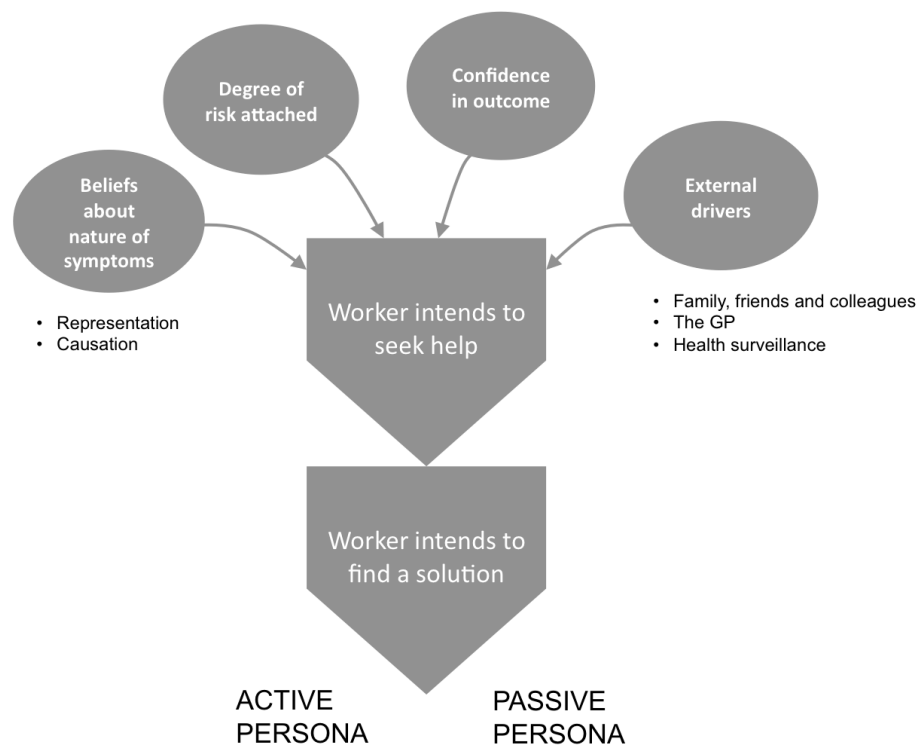 Degree of
risk attached
Confidence
in outcome
Beliefs
about
nature of
symptoms
External
drivers
• Representation
• Causation
• Family, friends and colleagues
• The GP
• Health surveillance
Worker intends to
seek help
Worker intends to
find a solution
ACTIVE
PERSONA
PASSIVE
PERSONA